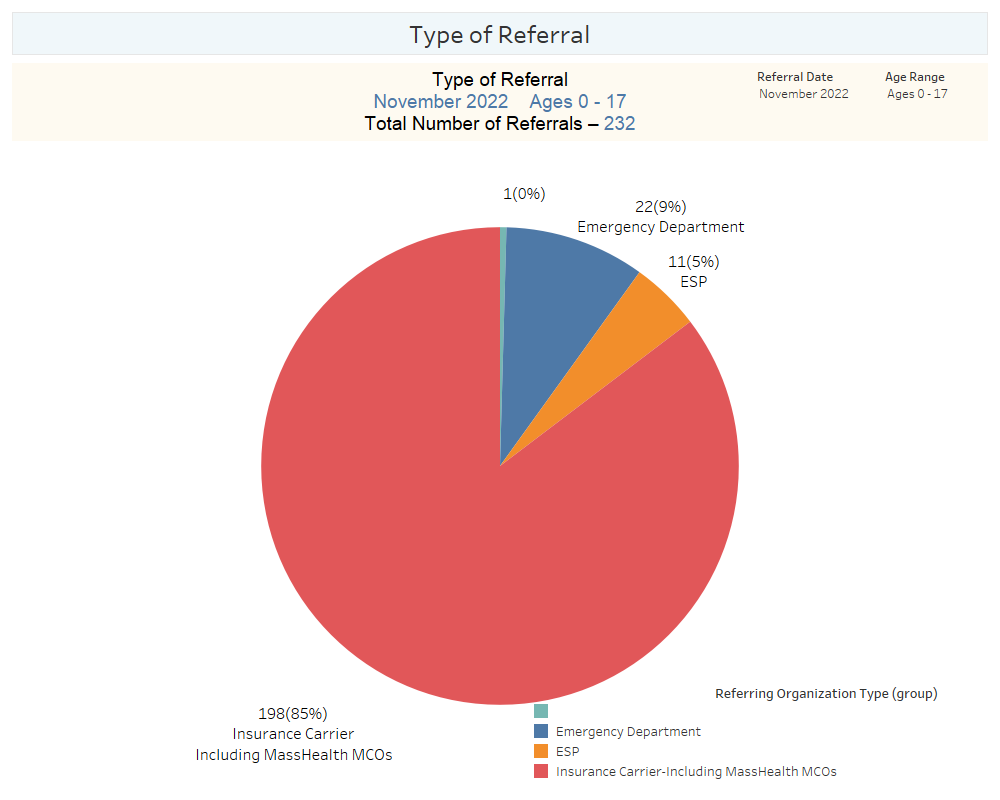 Type of Referral
Type of Referral
November 2022 Ages 0 - 17
Total Number of Referrals – 232
Referral Date
November 2022
Age Range
Ages 0 - 17
1(0%)
22(9%)
Emergency Department
11(5%)
ESP
198(85%)
Insurance Carrier
Including MassHealth MCOs
Referring Organization Type (group)
Emergency Department
ESP
Insurance Carrier-Including MassHealth MCOs